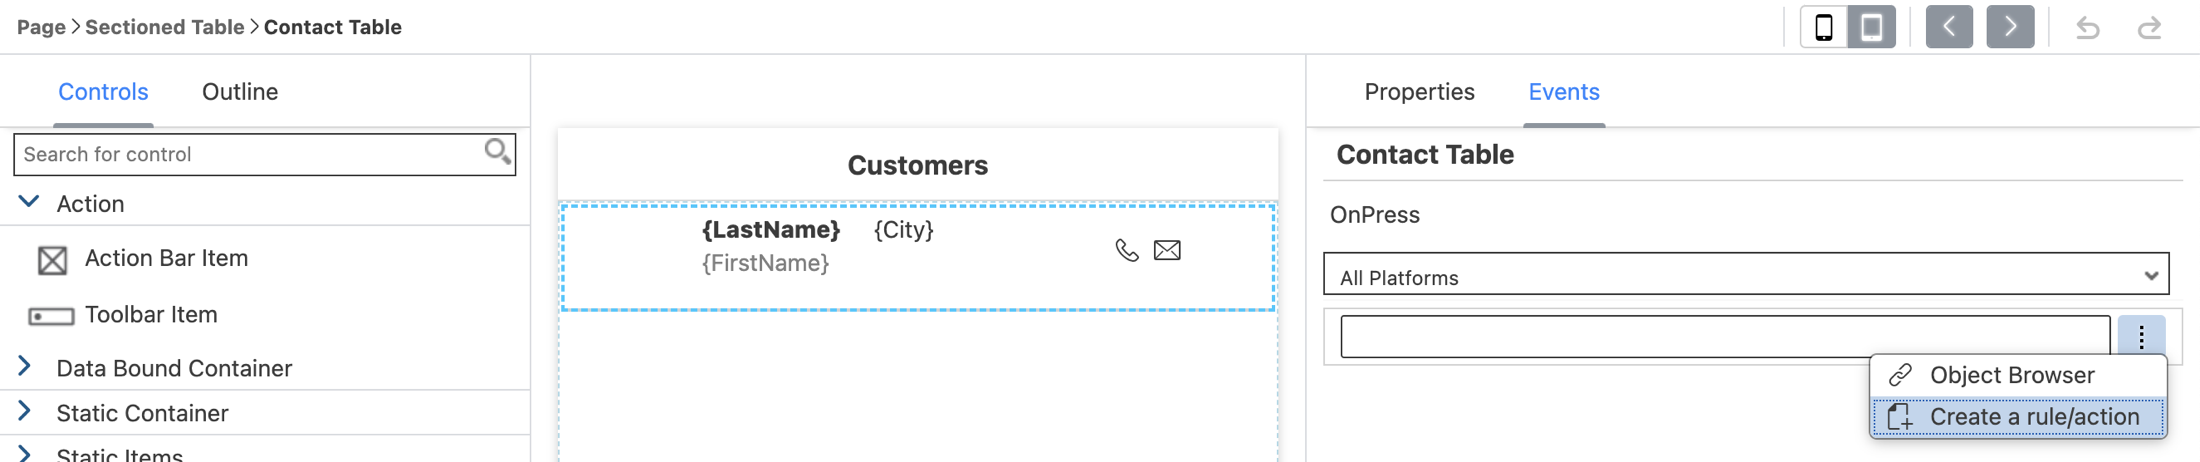 Page > Sectioned Table > Contact Table
Controls
Outline
Search for control
Action
Action Bar Item
Toolbar Item
Data Bound Container
Static Container
Static Items
Customers
{LastName} {City}
{FirstName}
Properties
Events
Contact Table
OnPress
All Platforms
Object Browser
Create a rule/action